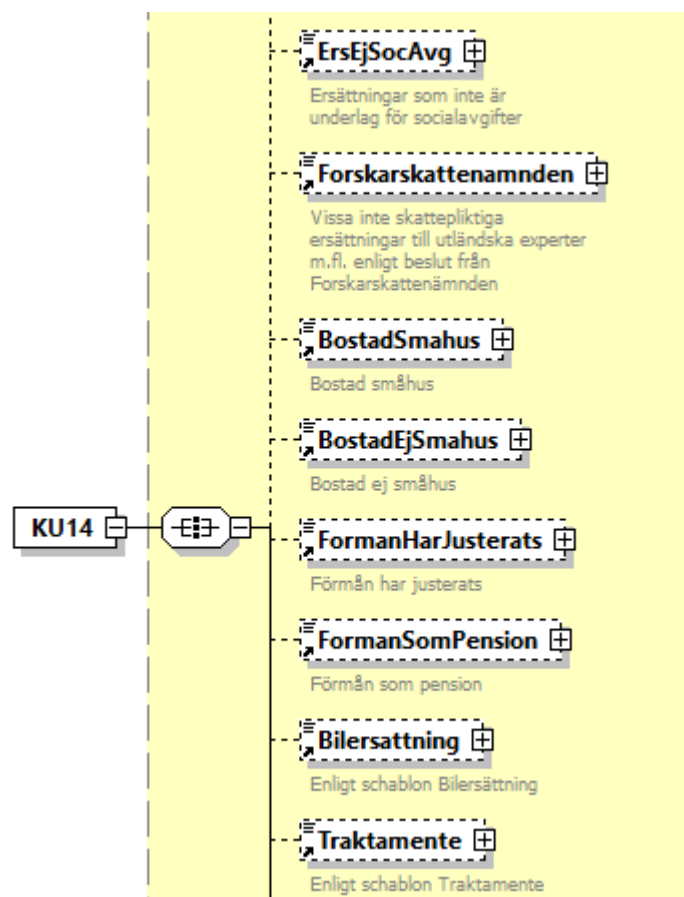 ErsEjSocAvg
Ersättningar som inte är
underlag för socialavgifter
Forskarskattenamnden
Vissa inte skattepliktiga
ersättningar till utländska experter
m.fl. enligt beslut från
Forskarskattenämnden
BostadSmahus
Bostad småhus
BostadEjSmahus
Bostad ej småhus
KU14
FormanHarJusterats
Förmån har justerats
FormanSomPension
Förmån som pension
Bilersattning
Enligt schablon Bilersättning
Traktamente
Enligt schablon Traktamente